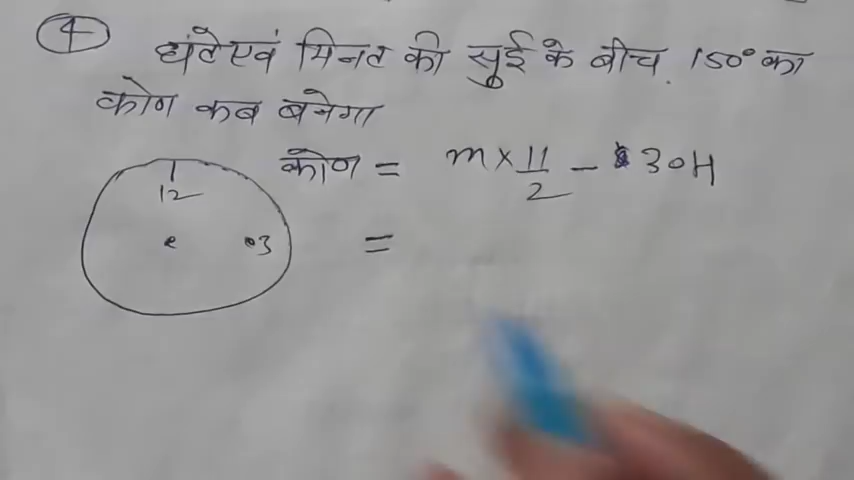 4 घंटे एवं मिनट की सुई के बीच 150° का
कोण कब बनेगा
कोण = m × 11/2 - 30H
12
3
=